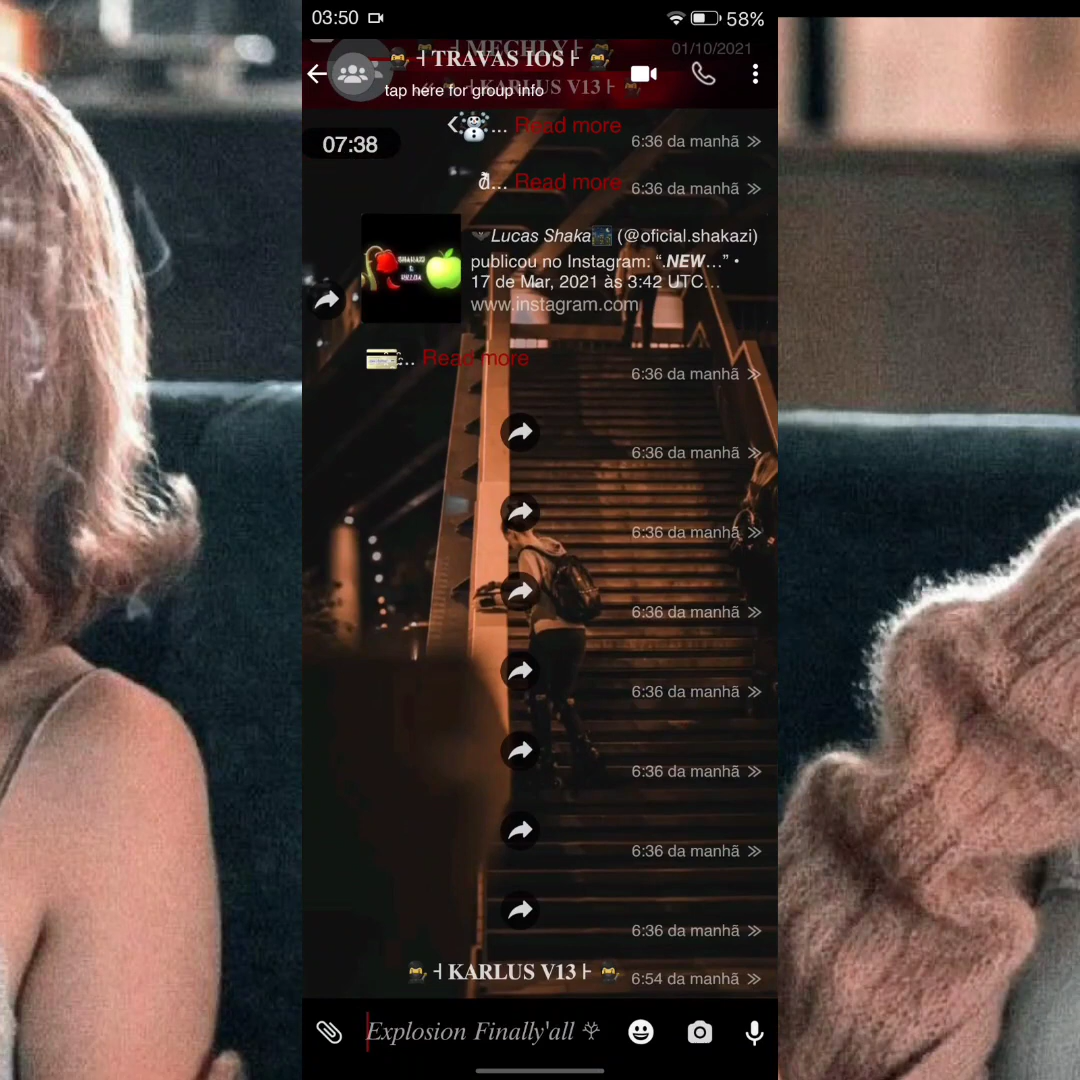 03:50
58%
⊣ MECHLY ⊢
01/10/2021
⊣ TRAVAS IOS ⊢
⊣ KARLUS V13 ⊢
tap here for group info
... Read more
6:36 da manhã
07:38
... Read more
6:36 da manhã
Lucas Shaka (@oficial.shakazi)
publicou no Instagram: “.NEW…” •
17 de Mar, 2021 às 3:42 UTC…
www.instagram.com
... Read more
6:36 da manhã
6:36 da manhã
6:36 da manhã
6:36 da manhã
6:36 da manhã
6:36 da manhã
6:36 da manhã
6:36 da manhã
⊣ KARLUS V13 ⊢
6:54 da manhã
Explosion Finally'all